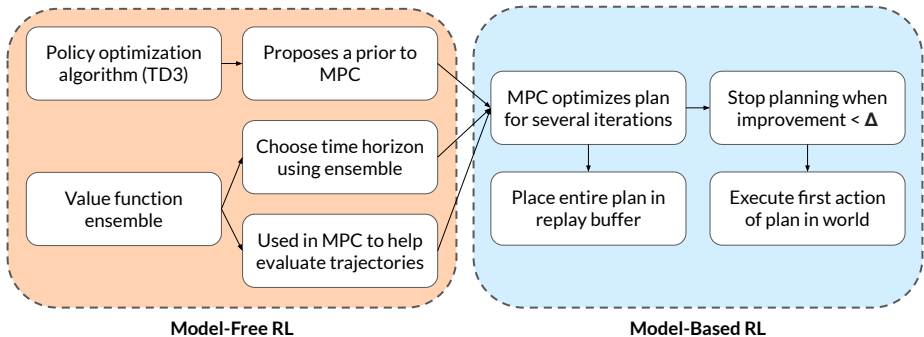 Policy optimization
algorithm (TD3)
Proposes a prior to
MPC
Value function
ensemble
Choose time horizon
using ensemble
Used in MPC to help
evaluate trajectories
Model-Free RL
MPC optimizes plan
for several iterations
Stop planning when
improvement < Δ
Place entire plan in
replay buffer
Execute first action
of plan in world
Model-Based RL